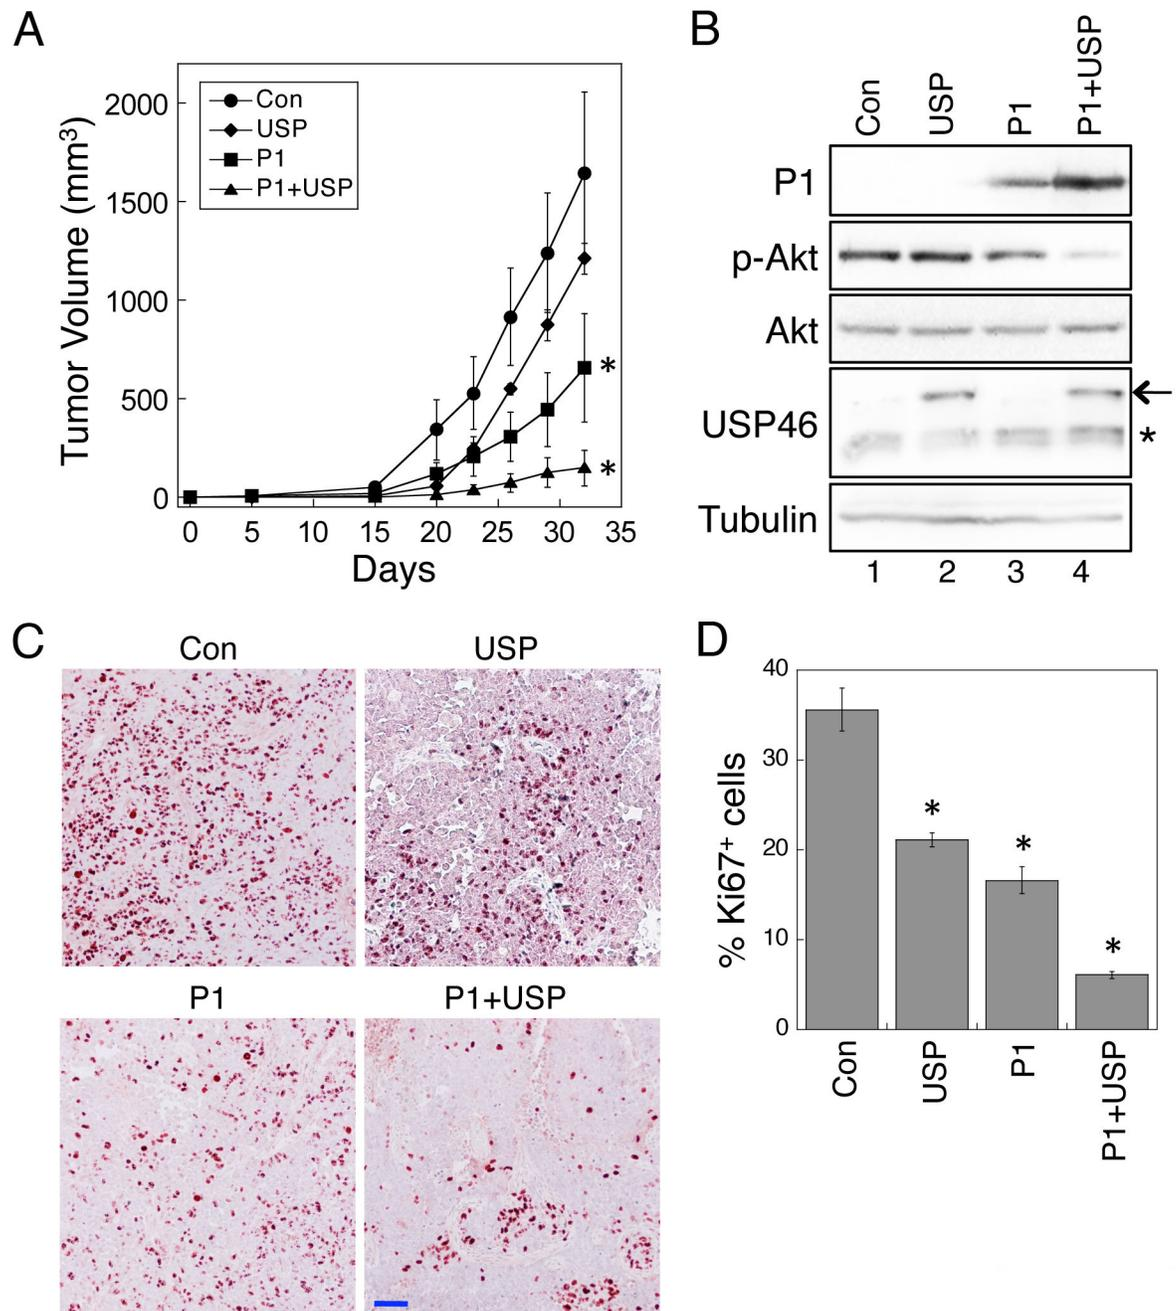 A
2000
1500
1000
500
0
Tumor Volume (mm³)
Con
USP
P1
P1+USP
*
*
0 5 10 15 20 25 30 35
Days
B
Con USP P1 P1+USP
P1
p-Akt
Akt
USP46
*
Tubulin
1 2 3 4
C
Con USP
P1 P1+USP
D
40
30
20
10
0
% Ki67⁺ cells
*
*
*
Con USP P1 P1+USP